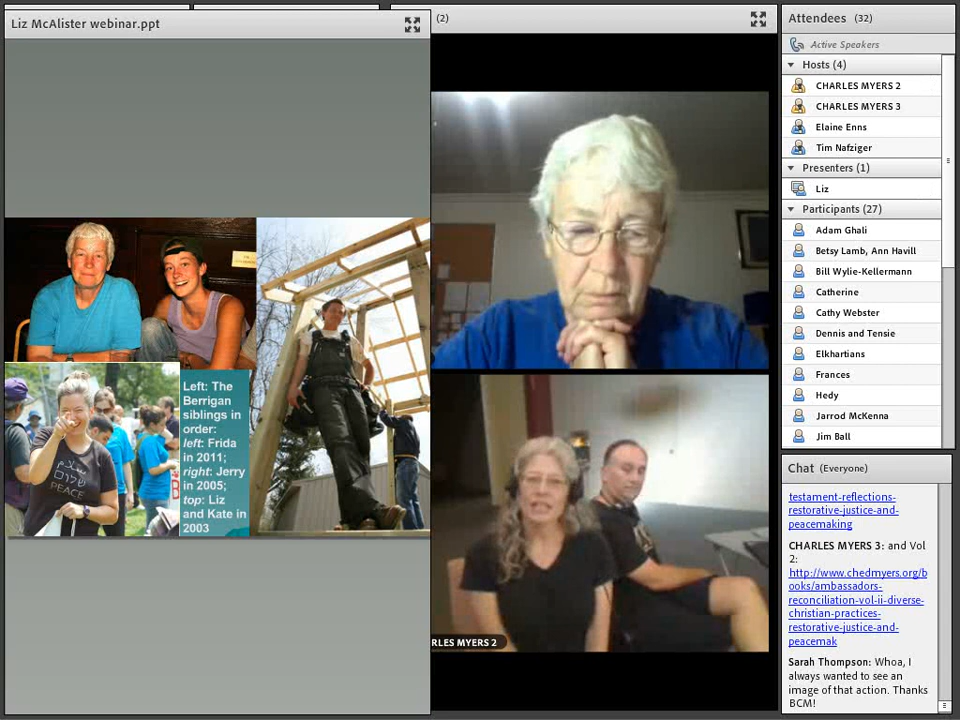 Liz McAlister webinar.ppt
(2)
Left: The
Berrigan
siblings in
order:
left: Frida
in 2011;
right: Jerry
in 2005;
top: Liz
and Kate in
2003
سلام
שלום
PEACE
RLES MYERS 2
Attendees (32)
Active Speakers
Hosts (4)
CHARLES MYERS 2
CHARLES MYERS 3
Elaine Enns
Tim Nafziger
Presenters (1)
Liz
Participants (27)
Adam Ghali
Betsy Lamb, Ann Havill
Bill Wylie-Kellermann
Catherine
Cathy Webster
Dennis and Tensie
Elkhartians
Frances
Hedy
Jarrod McKenna
Jim Ball
Chat (Everyone)
testament-reflections-
restorative-justice-and-
peacemaking
CHARLES MYERS 3: and Vol
2:
http://www.chedmyers.org/b
ooks/ambassadors-
reconciliation-vol-ii-diverse-
christian-practices-
restorative-justice-and-
peacemak
Sarah Thompson: Whoa, I
always wanted to see an
image of that action. Thanks
BCM!